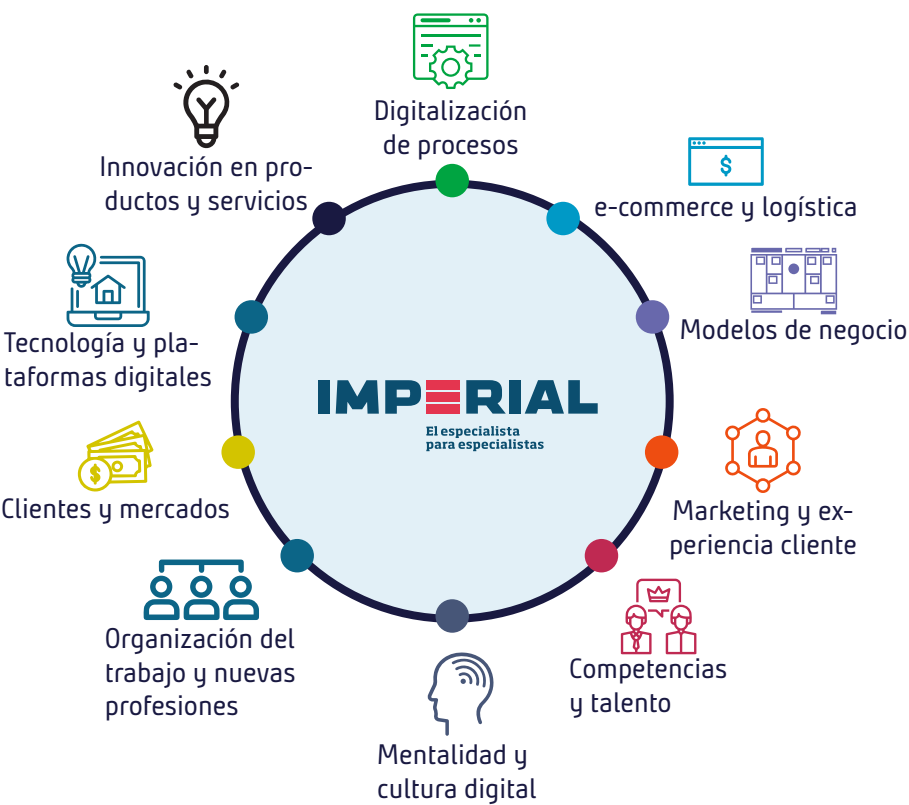 Digitalización
de procesos
e-commerce y logística
Modelos de negocio
Marketing y ex-
periencia cliente
Competencias
y talento
Mentalidad y
cultura digital
Organización del
trabajo y nuevas
profesiones
Clientes y mercados
Tecnología y pla-
taformas digitales
Innovación en pro-
ductos y servicios
IMPERIAL
El especialista
para especialistas
$
$